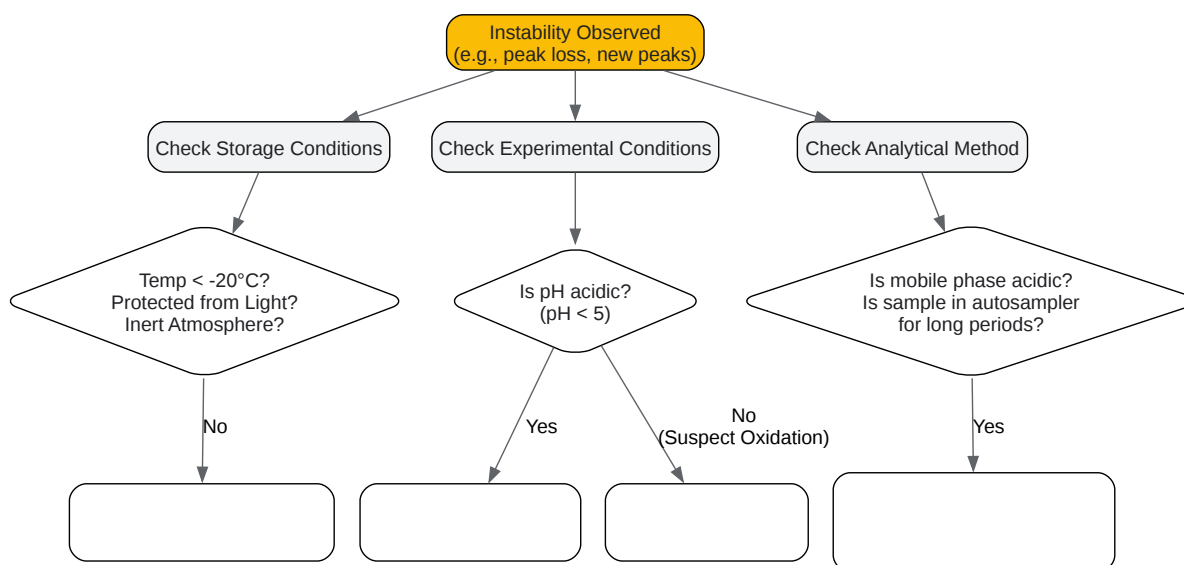 Instability Observed
(e.g., peak loss, new peaks)
Check Storage Conditions
Check Experimental Conditions
Check Analytical Method
Temp < -20°C?
Protected from Light?
Inert Atmosphere?
Is pH acidic?
(pH < 5)
Is mobile phase acidic?
Is sample in autosampler
for long periods?
No
Yes
No
(Suspect Oxidation)
Yes